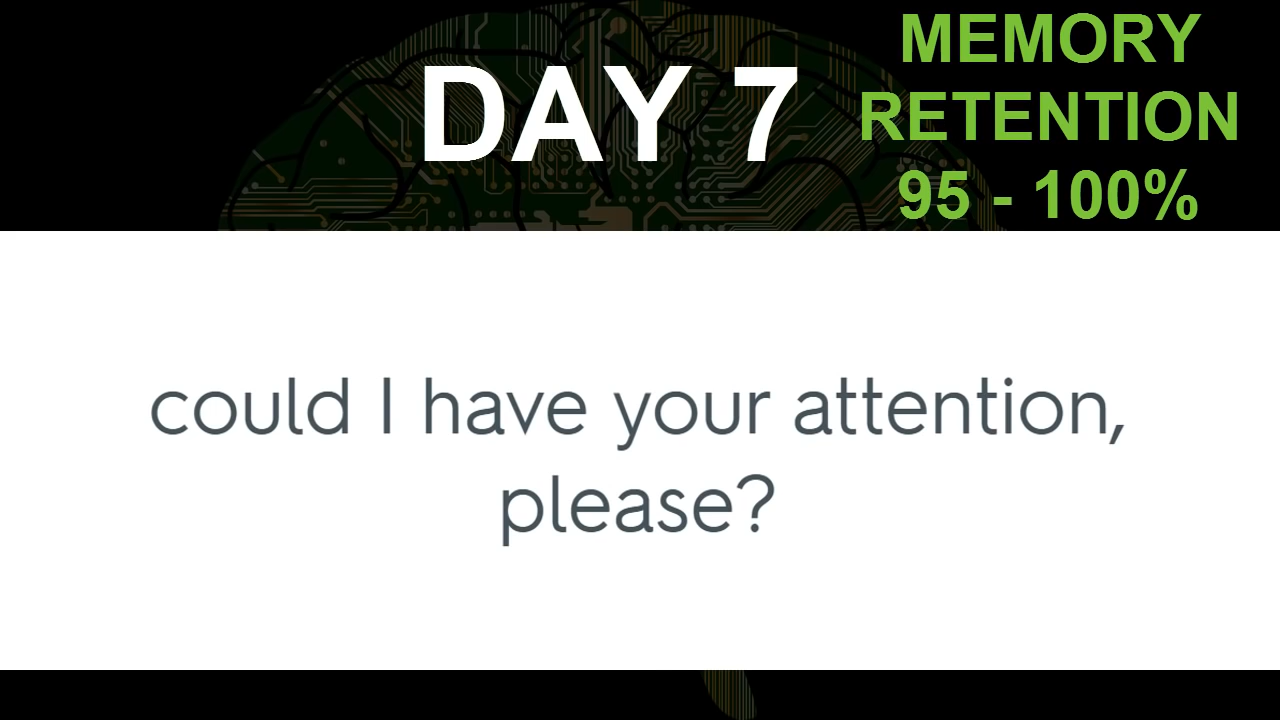 DAY 7
MEMORY
RETENTION
95 - 100%
could I have your attention,
please?